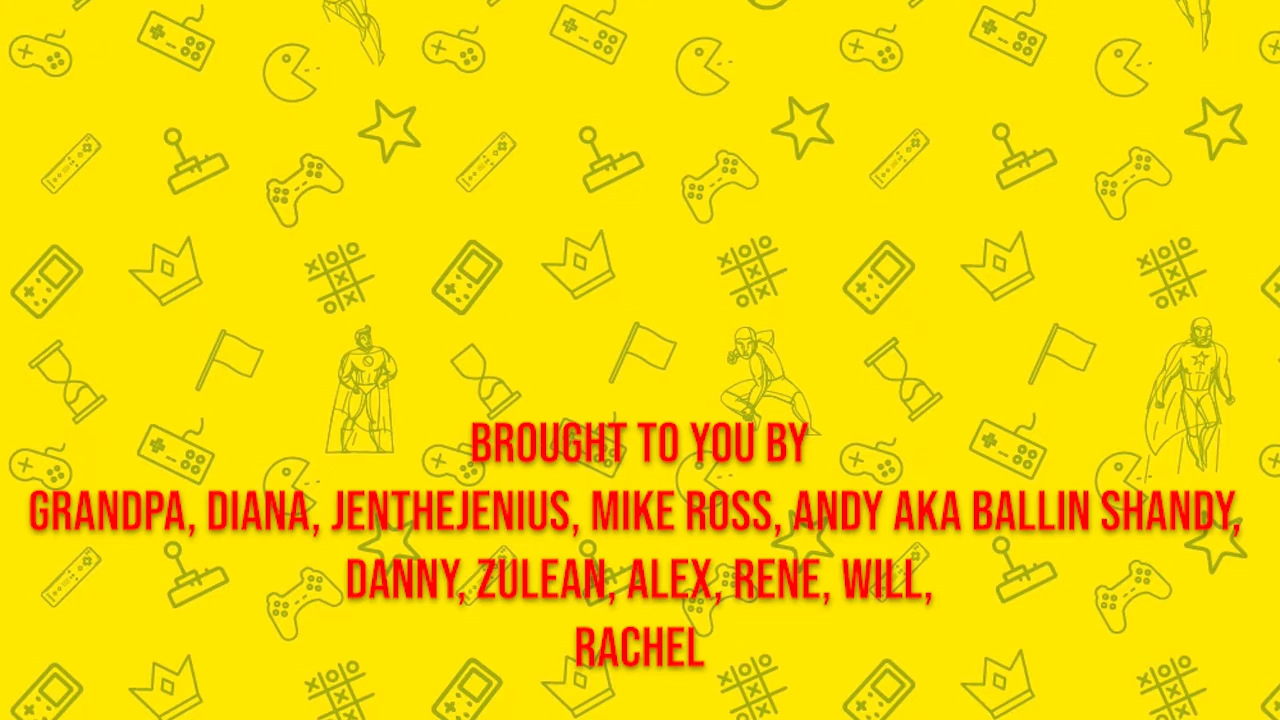 BROUGHT TO YOU BY
GRANDPA, DIANA, JENTHEJENIUS, MIKE ROSS, ANDY AKA BALLIN SHANDY,
DANNY, ZULEAN, ALEX, RENE, WILL,
RACHEL